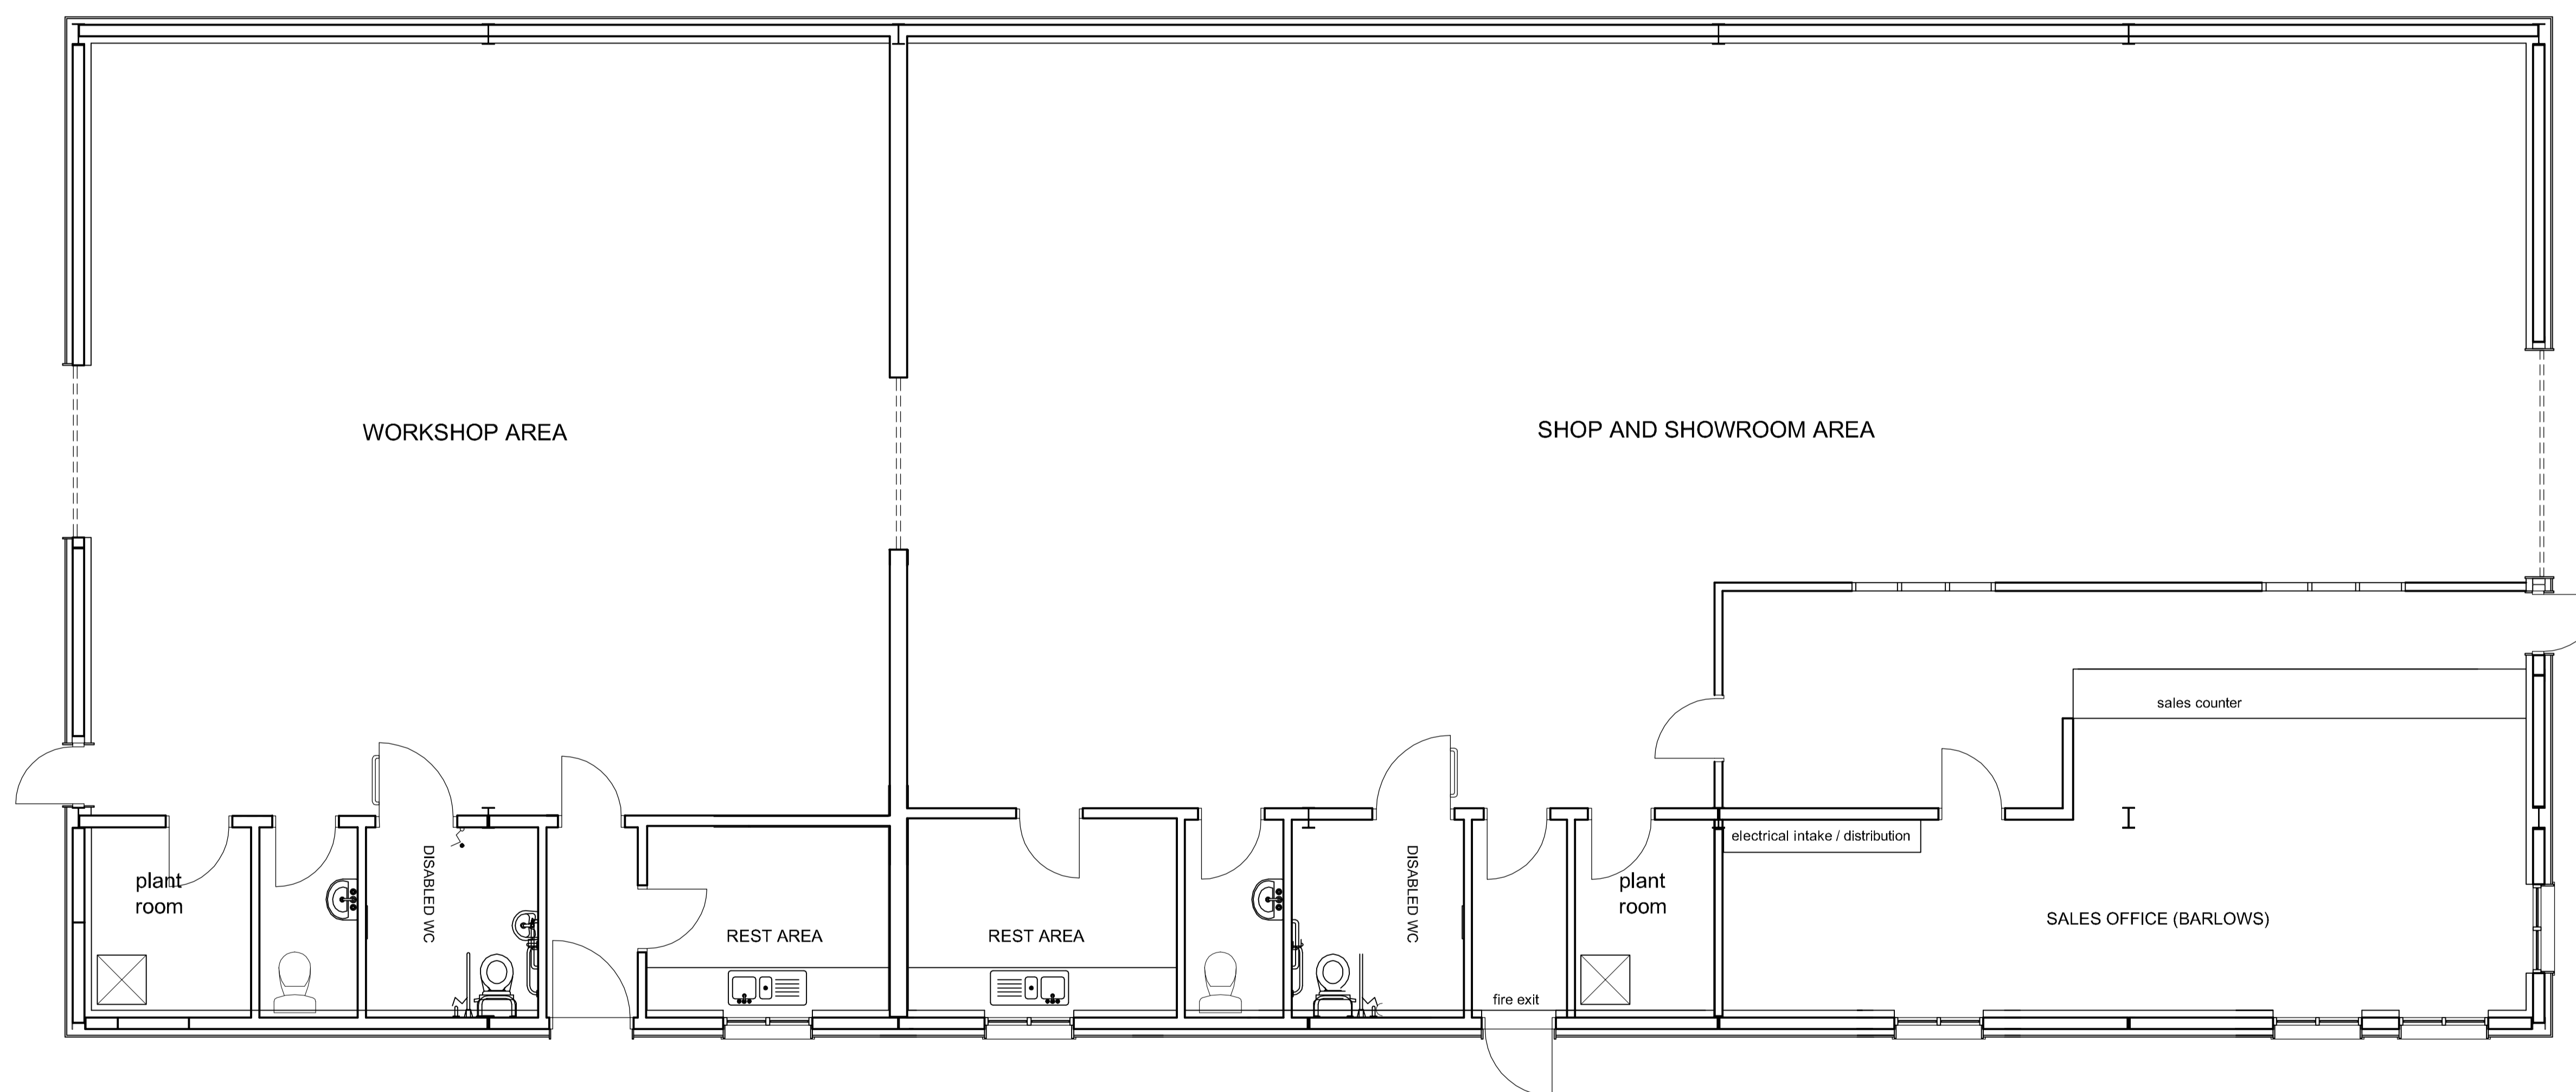 WORKSHOP AREA
SHOP AND SHOWROOM AREA
sales counter
electrical intake / distribution
plant
room
DISABLED WC
REST AREA
REST AREA
DISABLED WC
plant
room
SALES OFFICE (BARLOWS)
fire exit